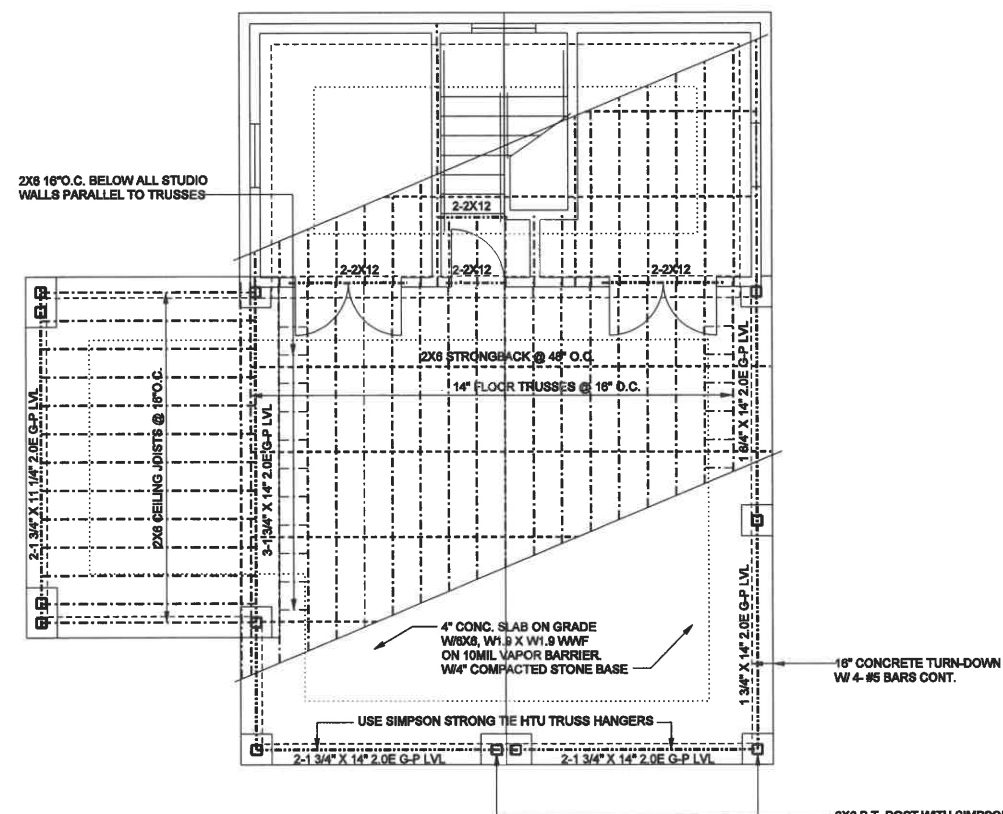 2X6 16"O.C. BELOW ALL STUDIO
WALLS PARALLEL TO TRUSSES
2-2X12
2-2X12
2-2X12
2-2X12
2X6 STRONGBACK @ 48" O.C.
14" FLOOR TRUSSES @ 16" O.C.
2-1 3/4" X 11 1/4" 2.0E G-P LVL
2X6 CEILING JOISTS @ 16"O.C.
3-1 3/4" X 14" 2.0E G-P LVL
1 3/4" X 14" 2.0E G-P LVL
4" CONC. SLAB ON GRADE
W/6X6, W1.9 X W1.9 WWF
ON 10MIL VAPOR BARRIER.
W/4" COMPACTED STONE BASE
1 3/4" X 14" 2.0E G-P LVL
16" CONCRETE TURN-DOWN
W/ 4- #5 BARS CONT.
USE SIMPSON STRONG TIE HTU TRUSS HANGERS
2-1 3/4" X 14" 2.0E G-P LVL
2-1 3/4" X 14" 2.0E G-P LVL
P.T. POST WITH SIMPSON